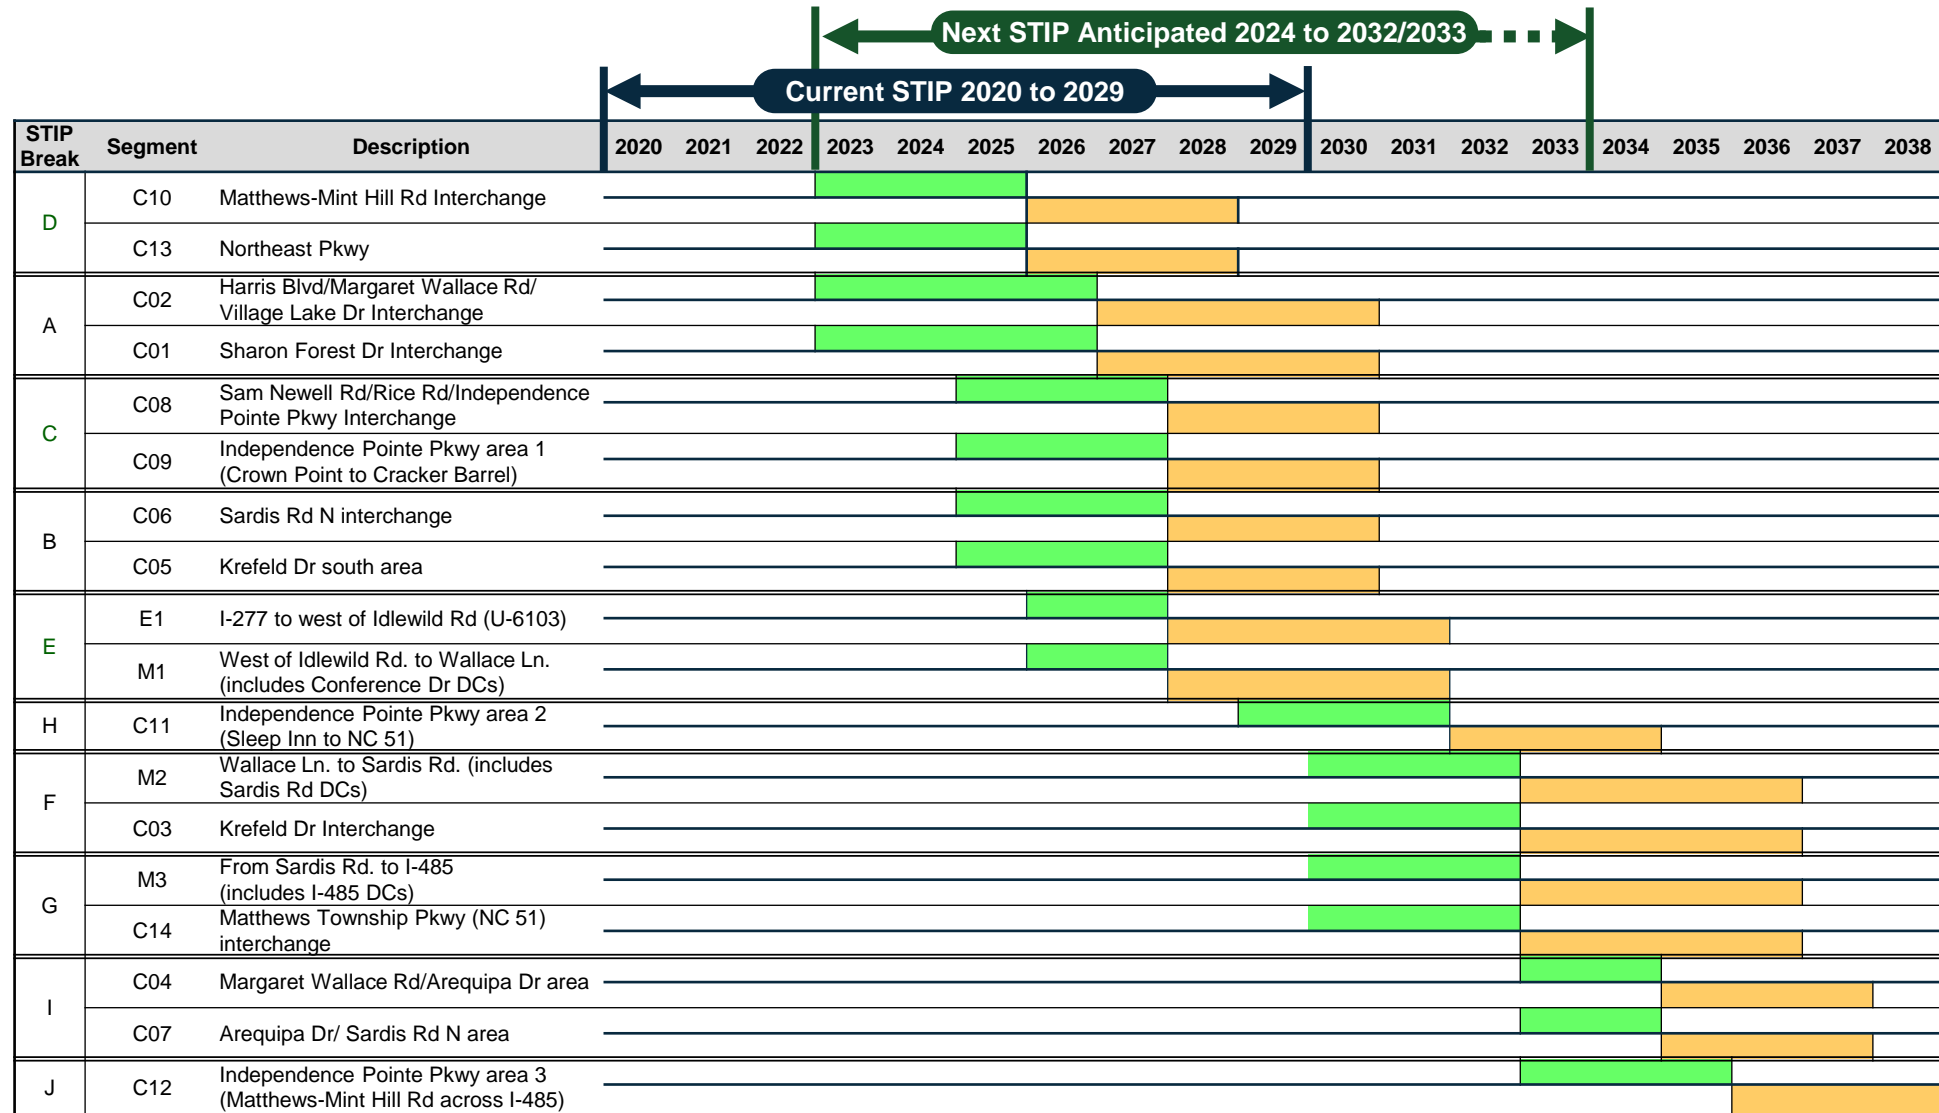 Next STIP Anticipated 2024 to 2032/2033
Current STIP 2020 to 2029
STIP Break Segment Description 2020 2021 2022 2023 2024 2025 2026 2027 2028 2029 2030 2031 2032 2033 2034 2035 2036 2037 2038
D
C10 Matthews-Mint Hill Rd Interchange
C13 Northeast Pkwy
A
C02 Harris Blvd/Margaret Wallace Rd/
Village Lake Dr Interchange
C01 Sharon Forest Dr Interchange
C
C08 Sam Newell Rd/Rice Rd/Independence
Pointe Pkwy Interchange
C09 Independence Pointe Pkwy area 1
(Crown Point to Cracker Barrel)
B
C06 Sardis Rd N interchange
C05 Krefeld Dr south area
E
E1 I-277 to west of Idlewild Rd (U-6103)
M1 West of Idlewild Rd. to Wallace Ln.
(includes Conference Dr DCs)
H
C11 Independence Pointe Pkwy area 2
(Sleep Inn to NC 51)
F
M2 Wallace Ln. to Sardis Rd. (includes
Sardis Rd DCs)
C03 Krefeld Dr Interchange
G
M3 From Sardis Rd. to I-485
(includes I-485 DCs)
C14 Matthews Township Pkwy (NC 51)
interchange
I
C04 Margaret Wallace Rd/Arequipa Dr area
C07 Arequipa Dr/ Sardis Rd N area
J
C12 Independence Pointe Pkwy area 3
(Matthews-Mint Hill Rd across I-485)